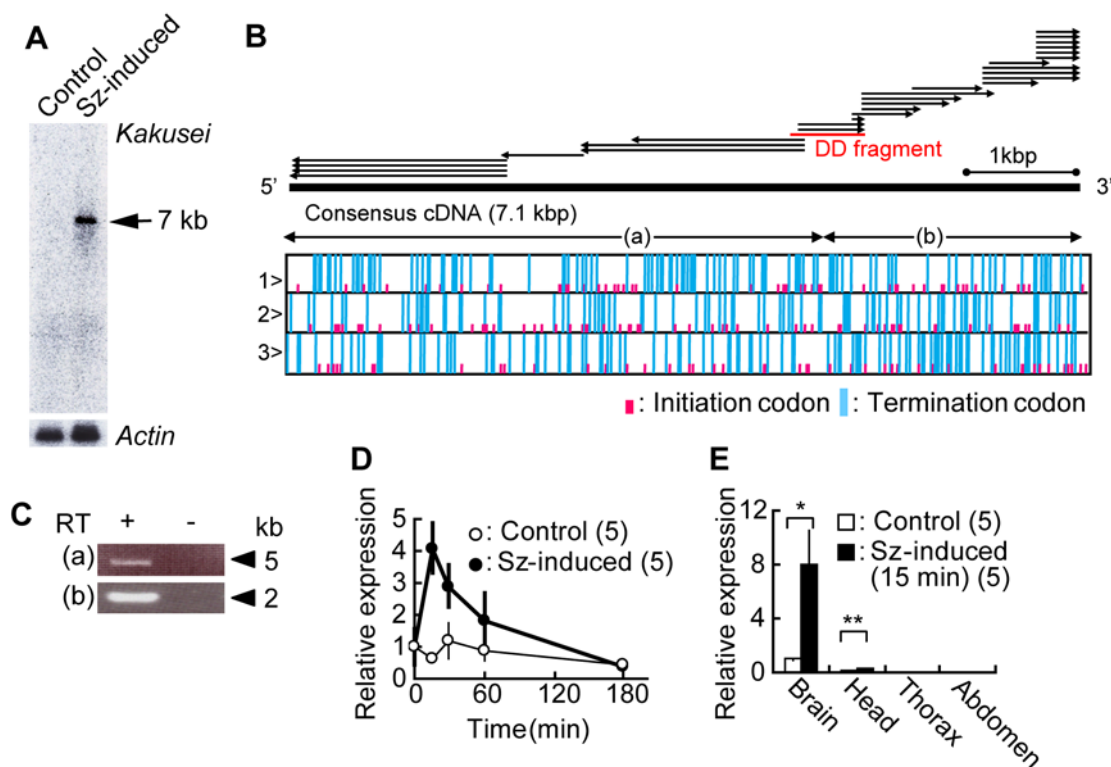 A
Control
Sz-induced
Kakusei
7 kb
Actin
B
DD fragment
1kbp
5’
3’
Consensus cDNA (7.1 kbp)
(a)
(b)
1>
2>
3>
: Initiation codon : Termination codon
C
RT + - kb
(a) 5
(b) 2
D
Relative expression
5
4
3
2
1
0
: Control (5)
: Sz-induced (5)
0 60 120 180
Time(min)
E
Relative expression
12
8
4
0
*
**
: Control (5)
: Sz-induced
(15 min) (5)
Brain
Head
Thorax
Abdomen